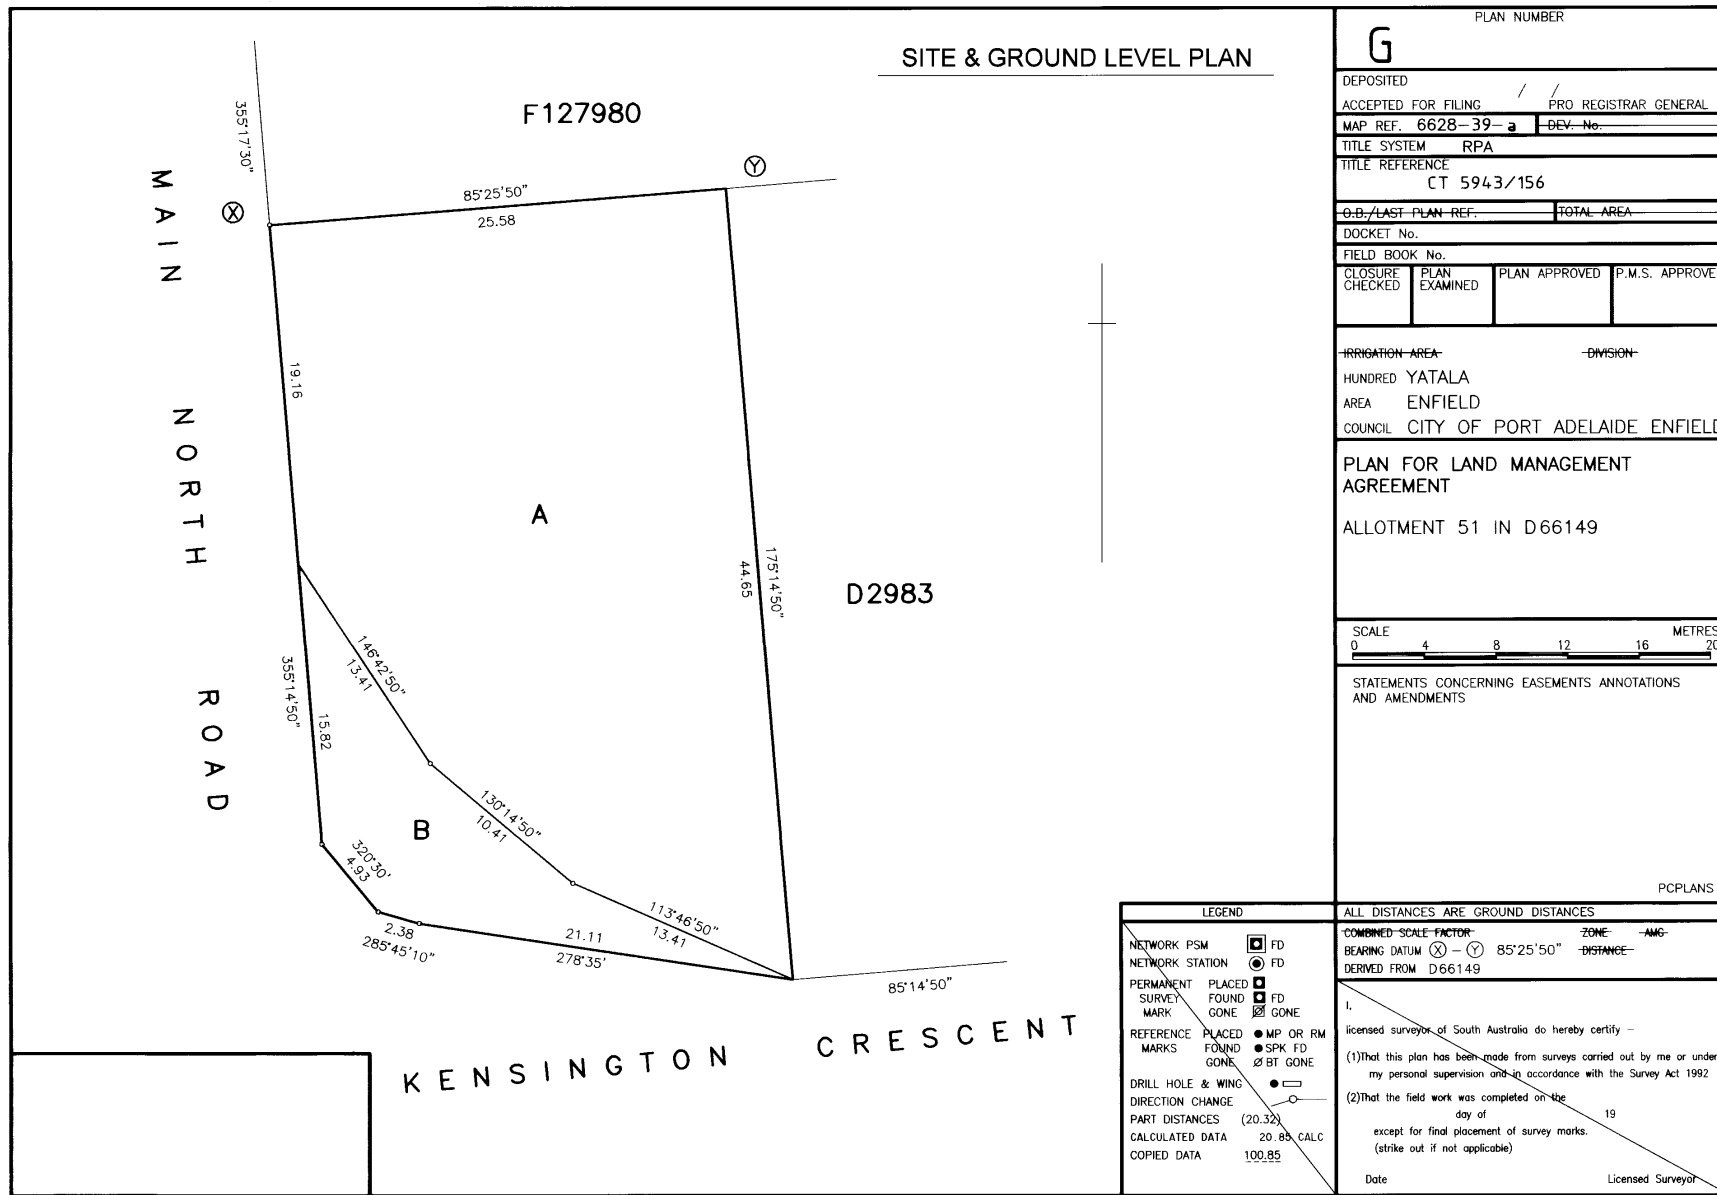 SITE & GROUND LEVEL PLAN
F127980
355°17'30"
X
Y
85°25'50"
25.58
MAIN NORTH ROAD
19.16
A
175°14'50"
44.65
D2983
146°42'50"
13.41
355°14'50"
15.82
130°14'50"
10.41
B
320°30'
4.93
113°46'50"
13.41
2.38
285°45'10"
21.11
278°35'
85°14'50"
KENSINGTON CRESCENT
PLAN NUMBER
G
DEPOSITED / /
ACCEPTED FOR FILING PRO REGISTRAR GENERAL
MAP REF. 6628-39-a DEV. No.
TITLE SYSTEM RPA
TITLE REFERENCE
CT 5943/156
O.B./LAST PLAN REF. TOTAL AREA
DOCKET No.
FIELD BOOK No.
CLOSURE CHECKED PLAN EXAMINED PLAN APPROVED P.M.S. APPROVE
IRRIGATION AREA DIVISION
HUNDRED YATALA
AREA ENFIELD
COUNCIL CITY OF PORT ADELAIDE ENFIELD
PLAN FOR LAND MANAGEMENT
AGREEMENT
ALLOTMENT 51 IN D66149
SCALE METRES
0 4 8 12 16 20
STATEMENTS CONCERNING EASEMENTS ANNOTATIONS
AND AMENDMENTS
PCPLANS
LEGEND
NETWORK PSM FD
NETWORK STATION FD
PERMANENT PLACED
SURVEY FOUND FD
MARK GONE GONE
REFERENCE PLACED MP OR RM
MARKS FOUND SPK FD
GONE BT GONE
DRILL HOLE & WING
DIRECTION CHANGE
PART DISTANCES (20.32)
CALCULATED DATA 20.85 CALC
COPIED DATA 100.85
ALL DISTANCES ARE GROUND DISTANCES
COMBINED SCALE FACTOR ZONE AMG
BEARING DATUM X - Y 85°25'50" DISTANCE
DERIVED FROM D66149
I,
licensed surveyor of South Australia do hereby certify -
(1)That this plan has been made from surveys carried out by me or under
my personal supervision and in accordance with the Survey Act 1992
(2)That the field work was completed on the
day of 19
except for final placement of survey marks.
(strike out if not applicable)
Date Licensed Surveyor